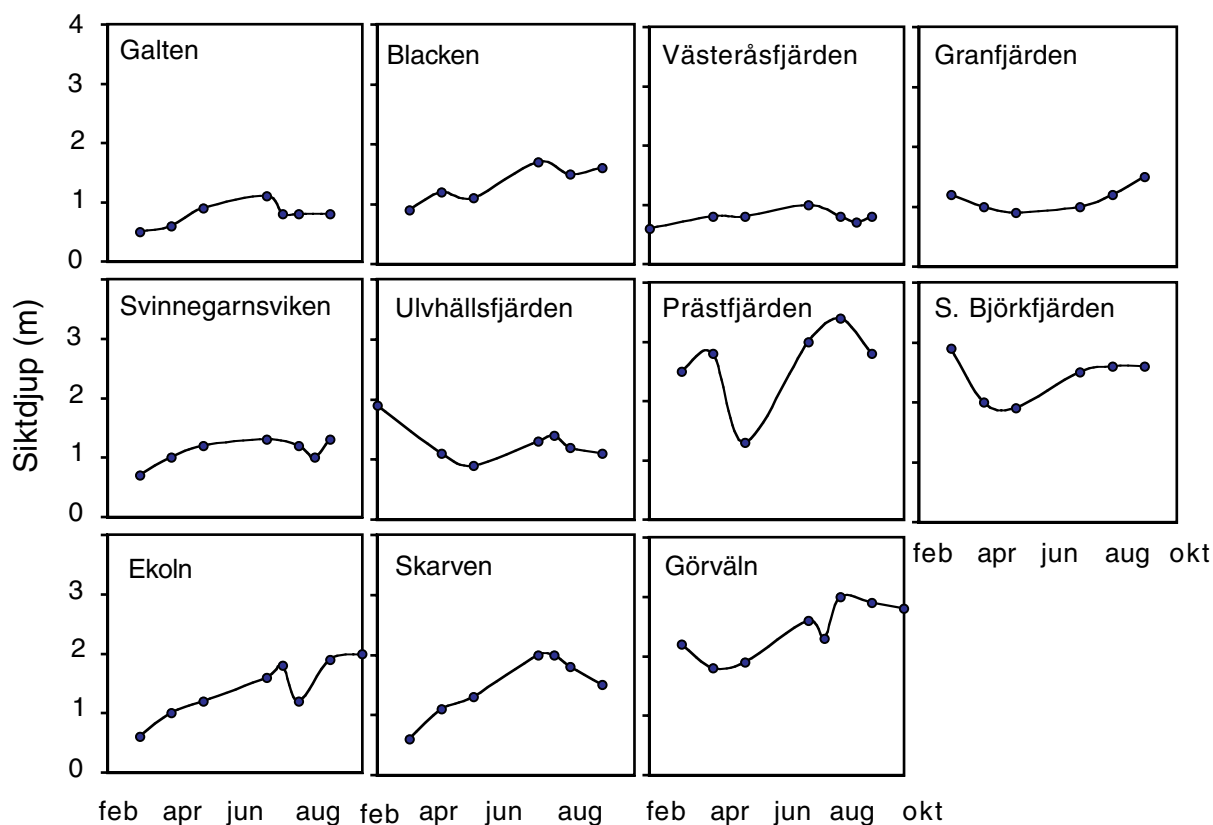 4
3
2
1
0
Galten
Blacken
Västeråsfjärden
Granfjärden
Siktdjup (m)
3
2
1
0
Svinnegarnsviken
Ulvhällsfjärden
Prästfjärden
S. Björkfjärden
feb apr jun aug okt
3
2
1
0
Ekoln
Skarven
Görväln
feb apr jun aug feb apr jun aug feb apr jun aug okt